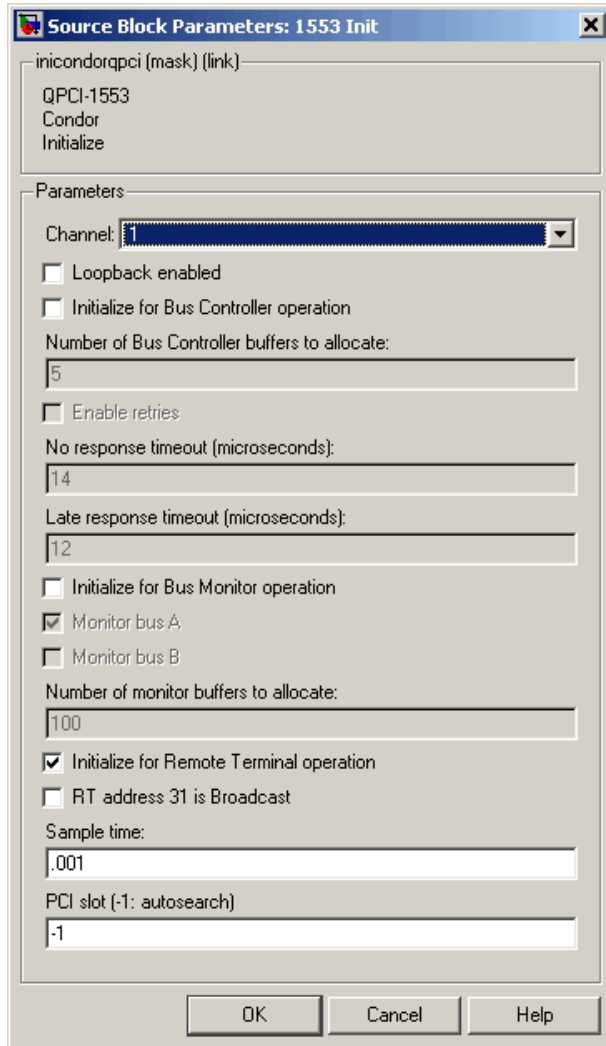 Source Block Parameters: 1553 Init
inicondorqpci (mask) (link)
QPCI-1553
Condor
Initialize
Parameters
Channel: 1
Loopback enabled
Initialize for Bus Controller operation
Number of Bus Controller buffers to allocate:
5
Enable retries
No response timeout (microseconds):
14
Late response timeout (microseconds):
12
Initialize for Bus Monitor operation
Monitor bus A
Monitor bus B
Number of monitor buffers to allocate:
100
Initialize for Remote Terminal operation
RT address 31 is Broadcast
Sample time:
.001
PCI slot (-1: autosearch)
-1
OK Cancel Help